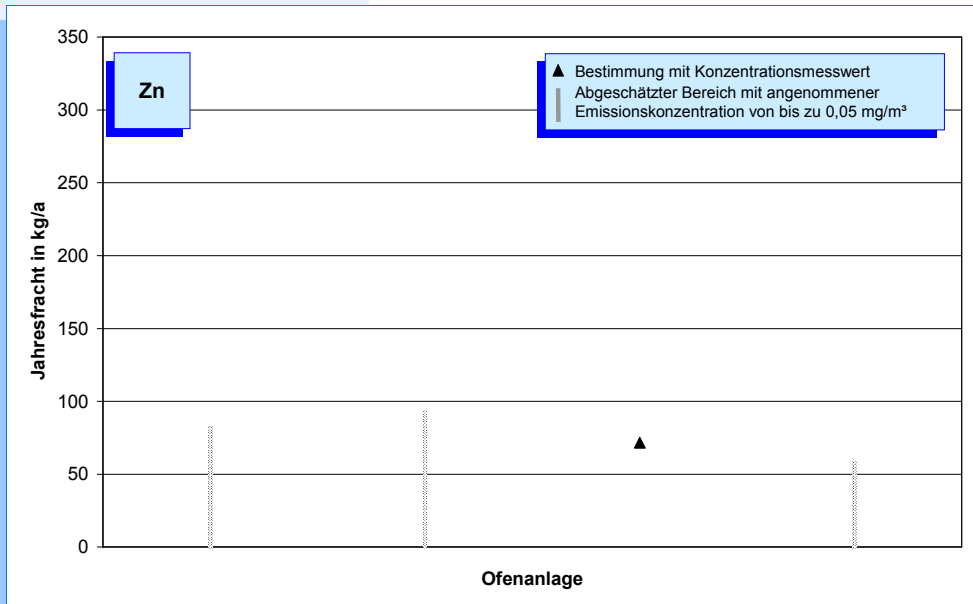 Zn
Bestimmung mit Konzentrationsmesswert
Abgeschätzter Bereich mit angenommener
Emissionskonzentration von bis zu 0,05 mg/m³
Jahresfracht in kg/a
350
300
250
200
150
100
50
0
Ofenanlage